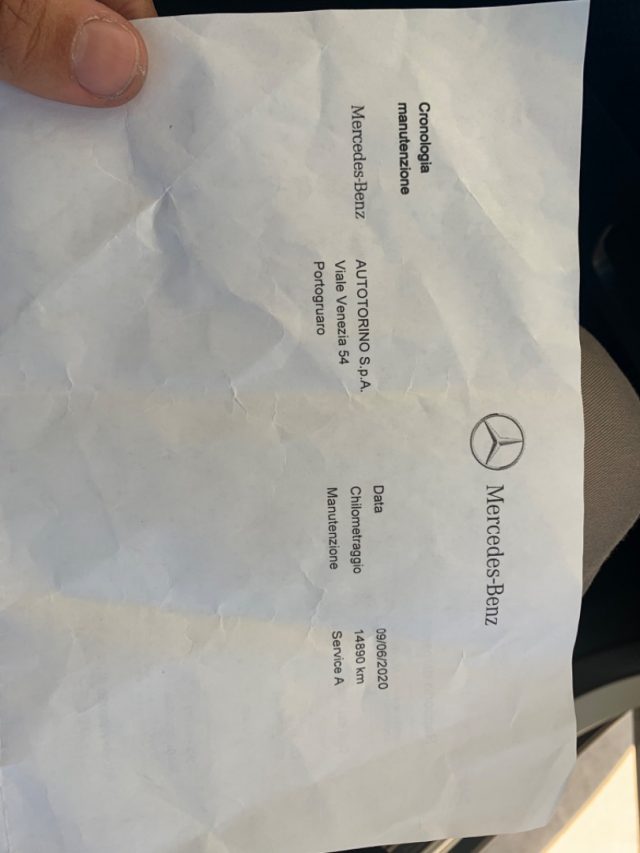 Mercedes-Benz
Cronologia
manutenzione
Mercedes-Benz
AUTOTORINO S.p.A.
Viale Venezia 54
Portogruaro
Data 09/06/2020
Chilometraggio 14890 km
Manutenzione Service A